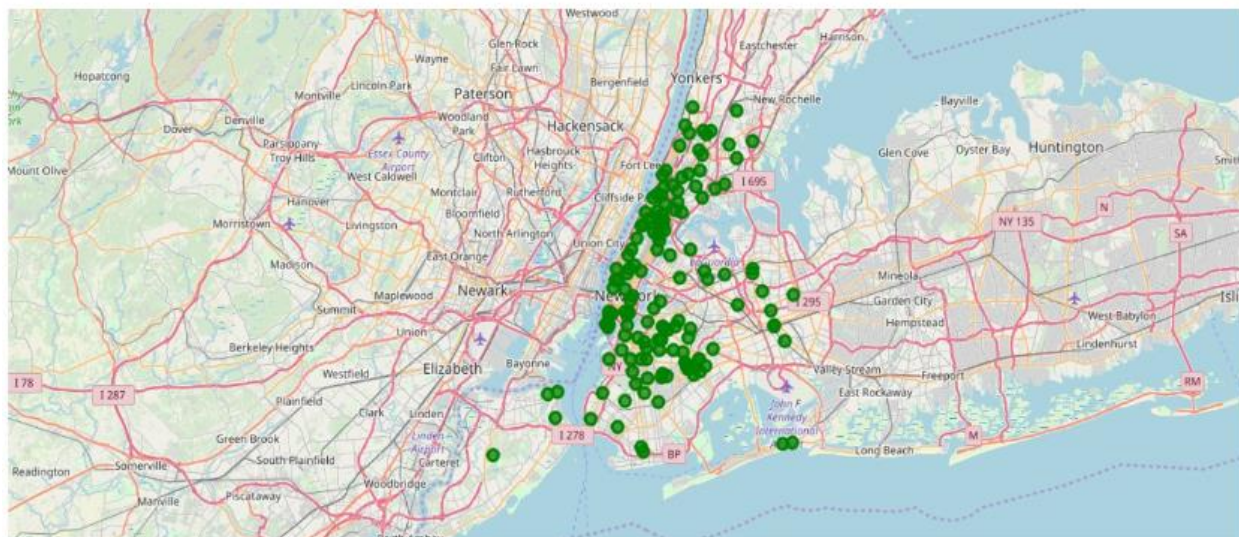 Westwood
Glen Rock
Eastchester
Harrison
Wayne
Fair Lawn
Hopatcong
Lincoln Park
Bergenfield
Yonkers
Montville
Paterson
New Rochelle
Bayville
Denville
Woodland
Park
Dover
Hackensack
Parsippany-
Troy Hills
Essex County
Airport
Clifton
Hasbrouck
Heights
Fort Lee
Glen Cove
Oyster Bay
Huntington
Mount Olive
West Caldwell
I 695
Hanover
Montclair
Rutherford
Cliffside Pa
N
Morristown
Livingston
Bloomfield
NY 135
North Arlington
Union City
SA
East Orange
Madison
Mineola
Newark
New York
I 295
Garden City
Maplewood
Summit
Union
Hempstead
West Babylon
Berkeley Heights
Lindenhurst
Bayonne
Elizabeth
NY
Valley Stream
Freeport
Westfield
I 78
I 287
East Rockaway
RM
Plainfield
Clark
Linden
John F
Kennedy
International
Green Brook
Linden
Airport
I 278
M
South Plainfield
Carteret
BP
Long Beach
Readington
Somerville
Woodbridge
Manville
Piscataway